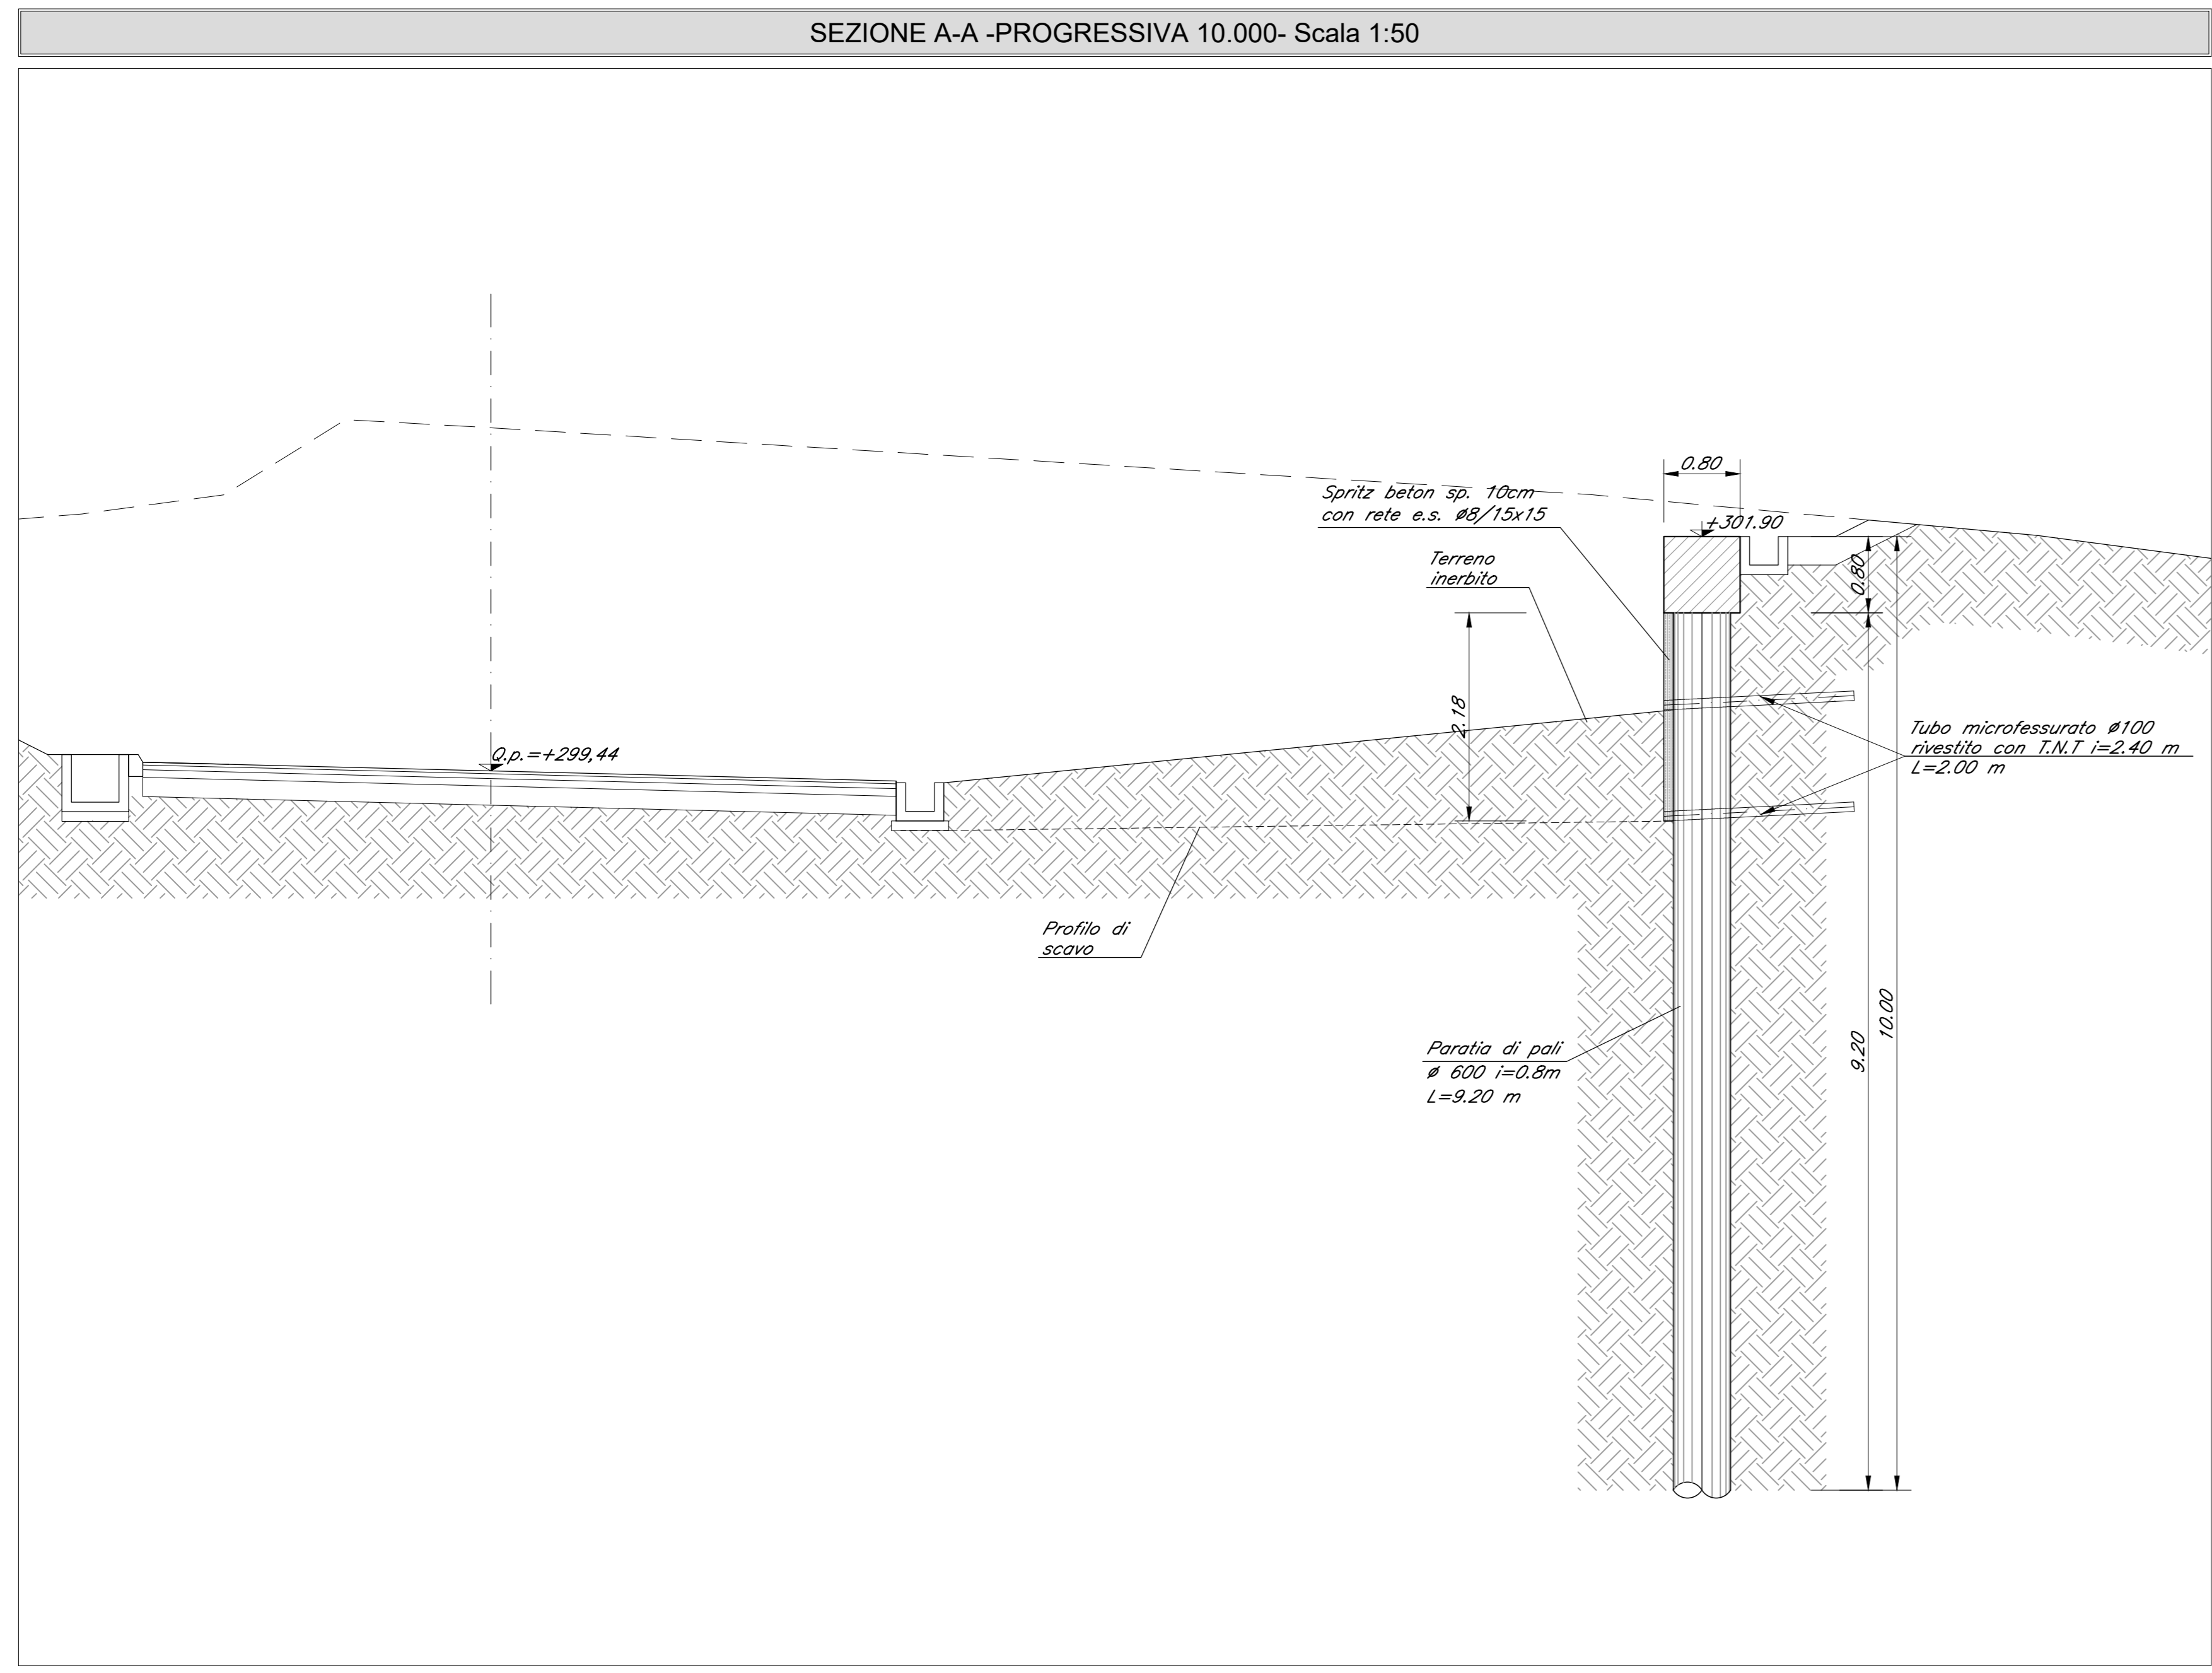 SEZIONE A-A -PROGRESSIVA 10.000- Scala 1:50
0.80
Spritz beton sp. 10cm
con rete e.s. ø8/15x15
+301.90
Terreno
inerbito
0.80
2.18
Q.p.=+299,44
Tubo microfessurato ø100
rivestito con T.N.T i=2.40 m
L=2.00 m
Profilo di
scavo
10.00
9.20
Paratia di pali
ø 600 i=0.8m
L=9.20 m